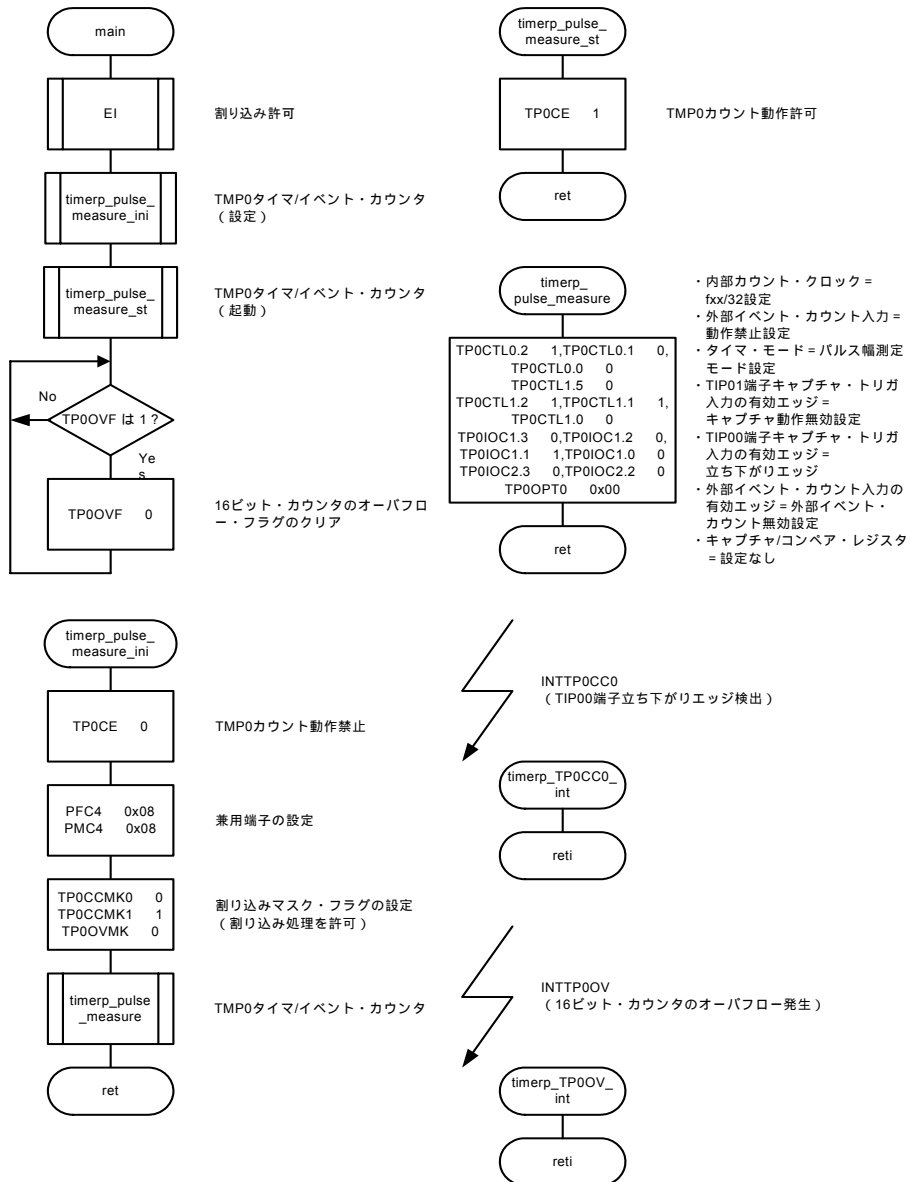 main
EI
割り込み許可
timerp_pulse_
measure_ini
TMP0タイマ/イベント・カウンタ
（設定）
timerp_pulse_
measure_st
TMP0タイマ/イベント・カウンタ
（起動）
No
TP0OVF は 1？
Ye
s
TP0OVF 0
16ビット・カウンタのオーバフロ
ー・フラグのクリア
timerp_pulse_
measure_st
TP0CE 1
TMP0カウント動作許可
ret
timerp_
pulse_measure
TP0CTL0.2 1,TP0CTL0.1 0,
TP0CTL0.0 0
TP0CTL1.5 0
TP0CTL1.2 1,TP0CTL1.1 1,
TP0CTL1.0 0
TP0IOC1.3 0,TP0IOC1.2 0,
TP0IOC1.1 1,TP0IOC1.0 0
TP0IOC2.3 0,TP0IOC2.2 0
TP0OPT0 0x00
ret
・内部カウント・クロック＝
fxx/32設定
・外部イベント・カウント入力＝
動作禁止設定
・タイマ・モード＝パルス幅測定
モード設定
・TIP01端子キャプチャ・トリガ
入力の有効エッジ＝
キャプチャ動作無効設定
・TIP00端子キャプチャ・トリガ
入力の有効エッジ＝
立ち下がりエッジ
・外部イベント・カウント入力の
有効エッジ＝外部イベント・
カウント無効設定
・キャプチャ/コンペア・レジスタ
＝設定なし
timerp_pulse_
measure_ini
TP0CE 0
TMP0カウント動作禁止
PFC4 0x08
PMC4 0x08
兼用端子の設定
TP0CCMK0 0
TP0CCMK1 1
TP0OVMK 0
割り込みマスク・フラグの設定
（割り込み処理を許可）
timerp_pulse
_measure
TMP0タイマ/イベント・カウンタ
ret
INTTP0CC0
（TIP00端子立ち下がりエッジ検出）
timerp_TP0CC0_
int
reti
INTTP0OV
（16ビット・カウンタのオーバフロー発生）
timerp_TP0OV_
int
reti